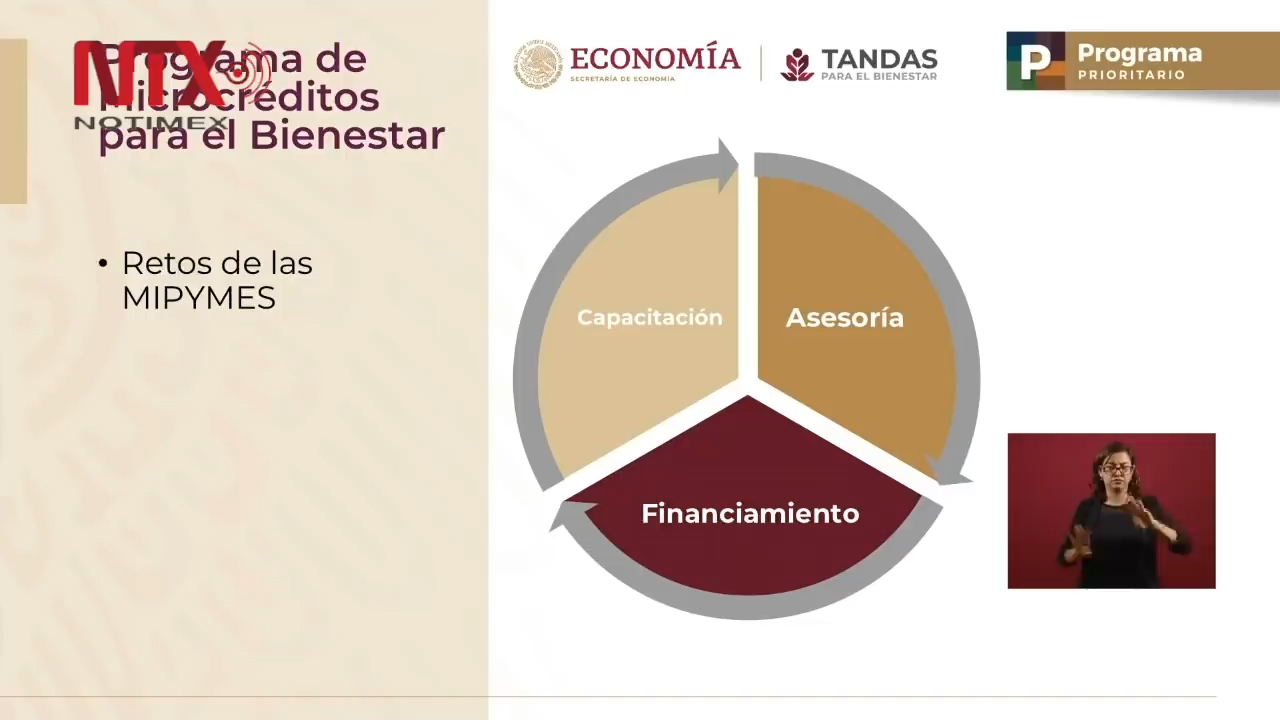 Programa de
Microcréditos
para el Bienestar
NTX
NOTIMEX
ECONOMÍA
SECRETARÍA DE ECONOMÍA
TANDAS
PARA EL BIENESTAR
P
Programa
PRIORITARIO
• Retos de las
MIPYMES
Capacitación
Asesoría
Financiamiento